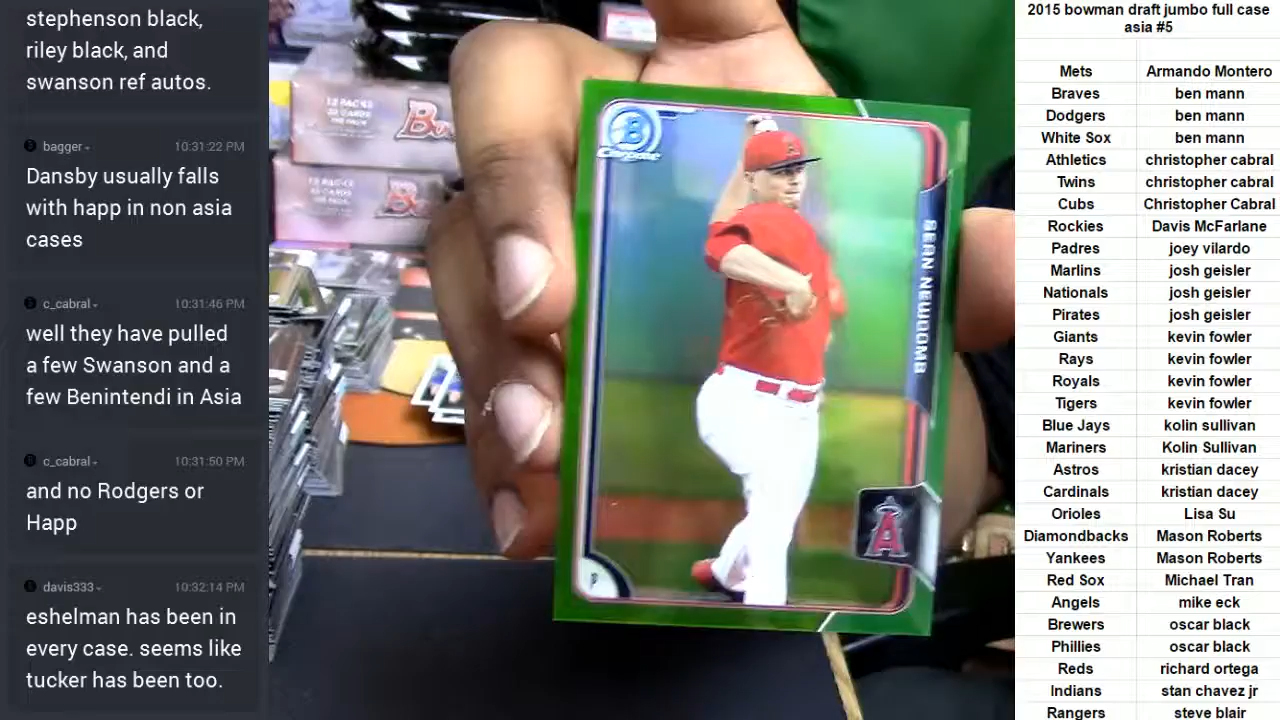 stephenson black,
riley black, and
swanson ref autos.
bagger
10:31:22 PM
Dansby usually falls
with happ in non asia
cases
c_cabral
10:31:46 PM
well they have pulled
a few Swanson and a
few Benintendi in Asia
c_cabral
10:31:50 PM
and no Rodgers or
Happ
davis333
10:32:14 PM
eshelman has been in
every case. seems like
tucker has been too.
B
Chrome
SEAN NEWCOMB
A
A
P
2015 bowman draft jumbo full case
asia #5
Mets Armando Montero
Braves ben mann
Dodgers ben mann
White Sox ben mann
Athletics christopher cabral
Twins christopher cabral
Cubs Christopher Cabral
Rockies Davis McFarlane
Padres joey vilardo
Marlins josh geisler
Nationals josh geisler
Pirates josh geisler
Giants kevin fowler
Rays kevin fowler
Royals kevin fowler
Tigers kevin fowler
Blue Jays kolin sullivan
Mariners Kolin Sullivan
Astros kristian dacey
Cardinals kristian dacey
Orioles Lisa Su
Diamondbacks Mason Roberts
Yankees Mason Roberts
Red Sox Michael Tran
Angels mike eck
Brewers oscar black
Phillies oscar black
Reds richard ortega
Indians stan chavez jr
Rangers steve blair